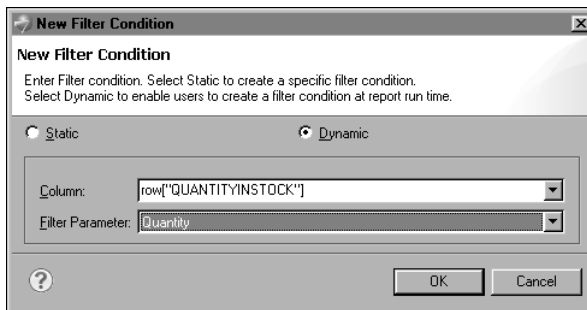 New Filter Condition
New Filter Condition
Enter Filter condition. Select Static to create a specific filter condition.
Select Dynamic to enable users to create a filter condition at report run time.
Static Dynamic
Column: row["QUANTITYINSTOCK"]
Filter Parameter: Quantity
OK Cancel